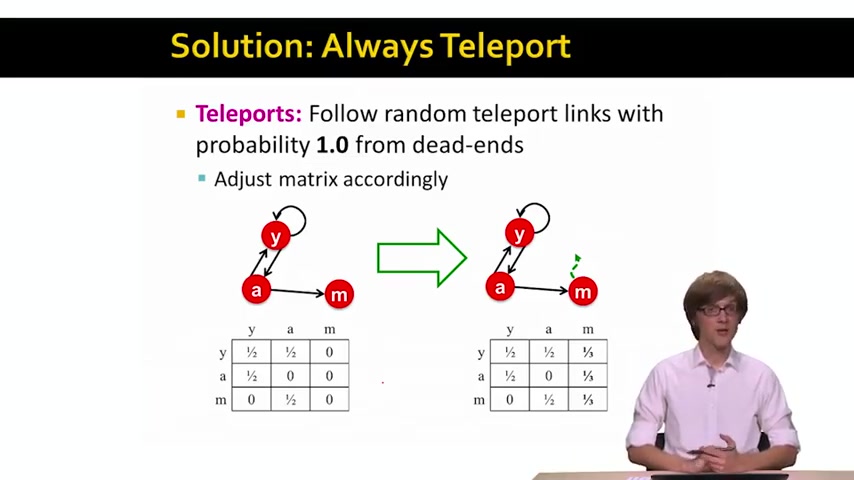 Solution: Always Teleport
Teleports: Follow random teleport links with
probability 1.0 from dead-ends
Adjust matrix accordingly
y
a
m
y
a
m
y a m
y ½ ½ 0
a ½ 0 0
m 0 ½ 0
y a m
y ½ ½ ⅓
a ½ 0 ⅓
m 0 ½ ⅓